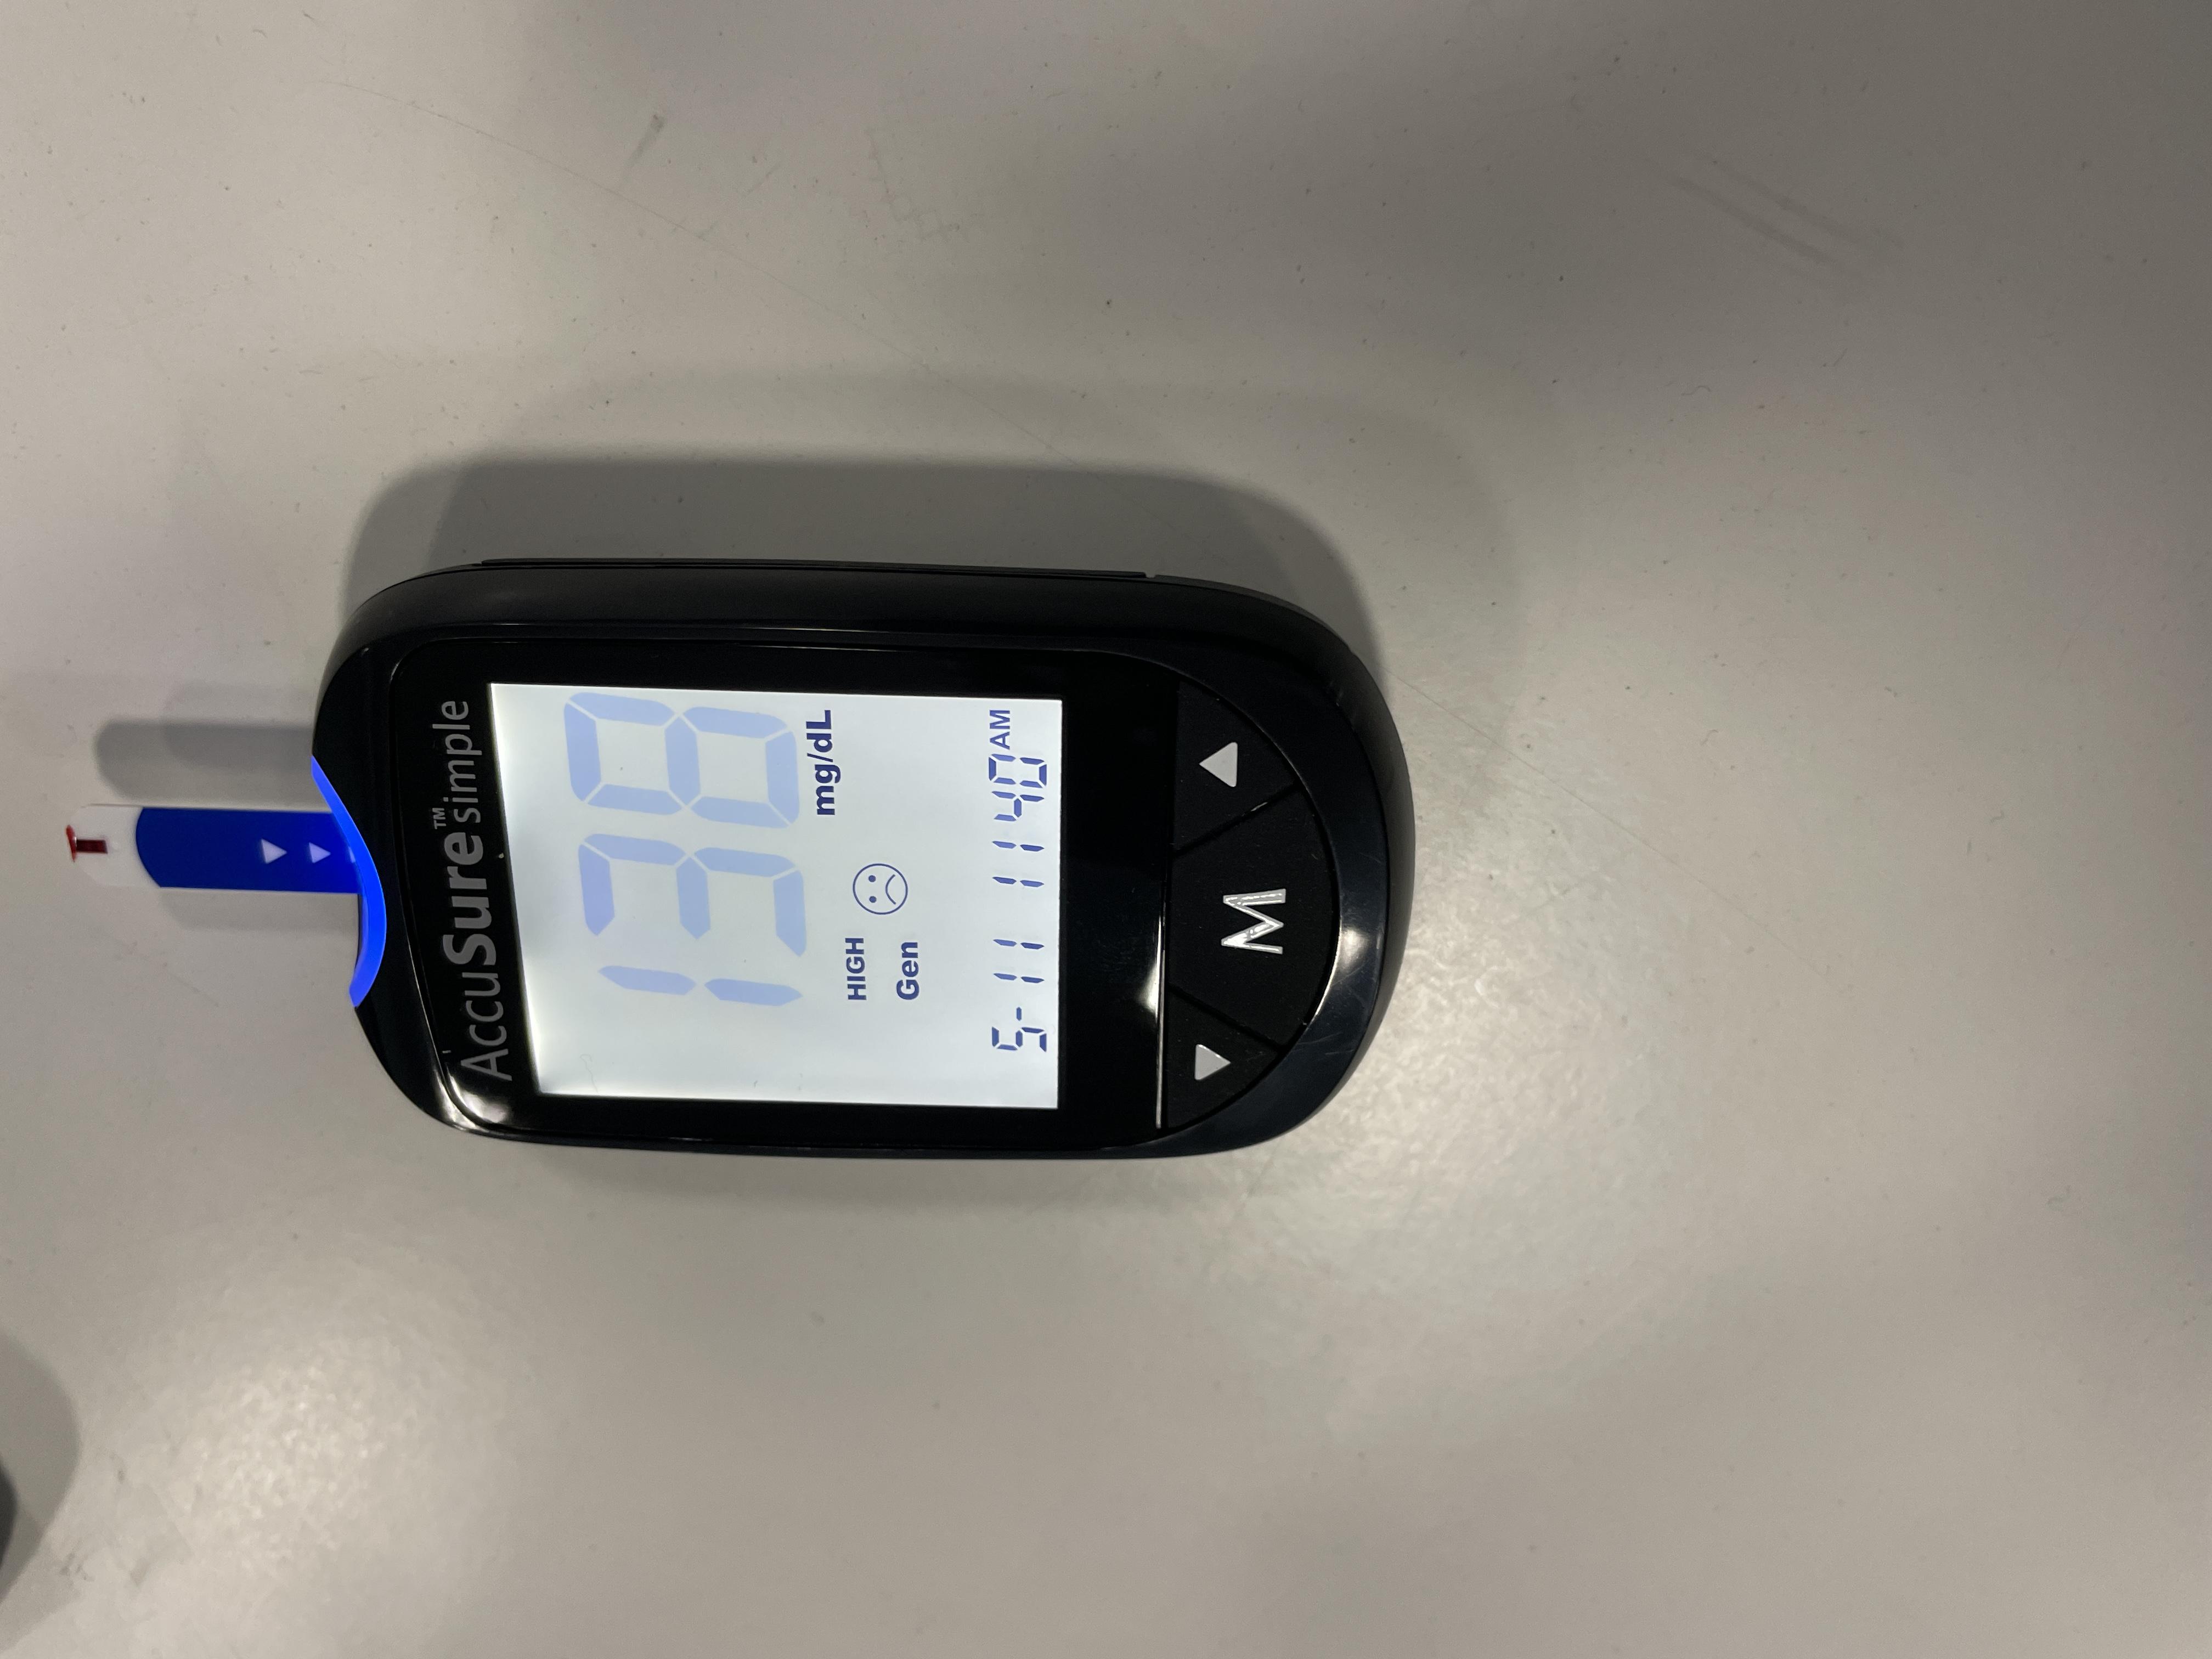 AccuSure™ simple
138
mg/dL
HIGH
Gen
5-11 11:40 AM
M